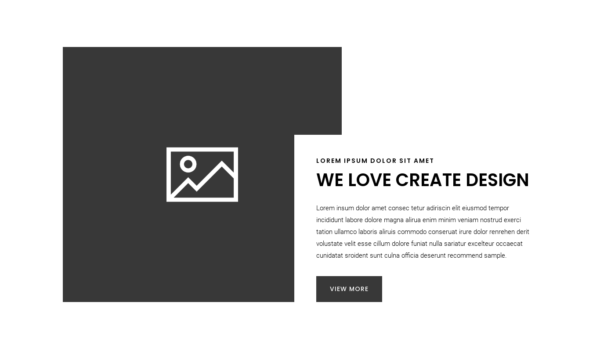 LOREM IPSUM DOLOR SIT AMET
WE LOVE CREATE DESIGN
Lorem insum dolor amet consec tetur adiriscin elit eiusmod tempor
incididunt labore dolore magna alirua enim minim veniam nostrud exerci
tation ullamco laboris aliruis commodo conseruat irure dolor renrehen derit
volustate velit esse cillum dolore funiat nulla sariatur excelteur occaecat
cunidatat sroident sunt culna officia deserunt recommend sample.
VIEW MORE